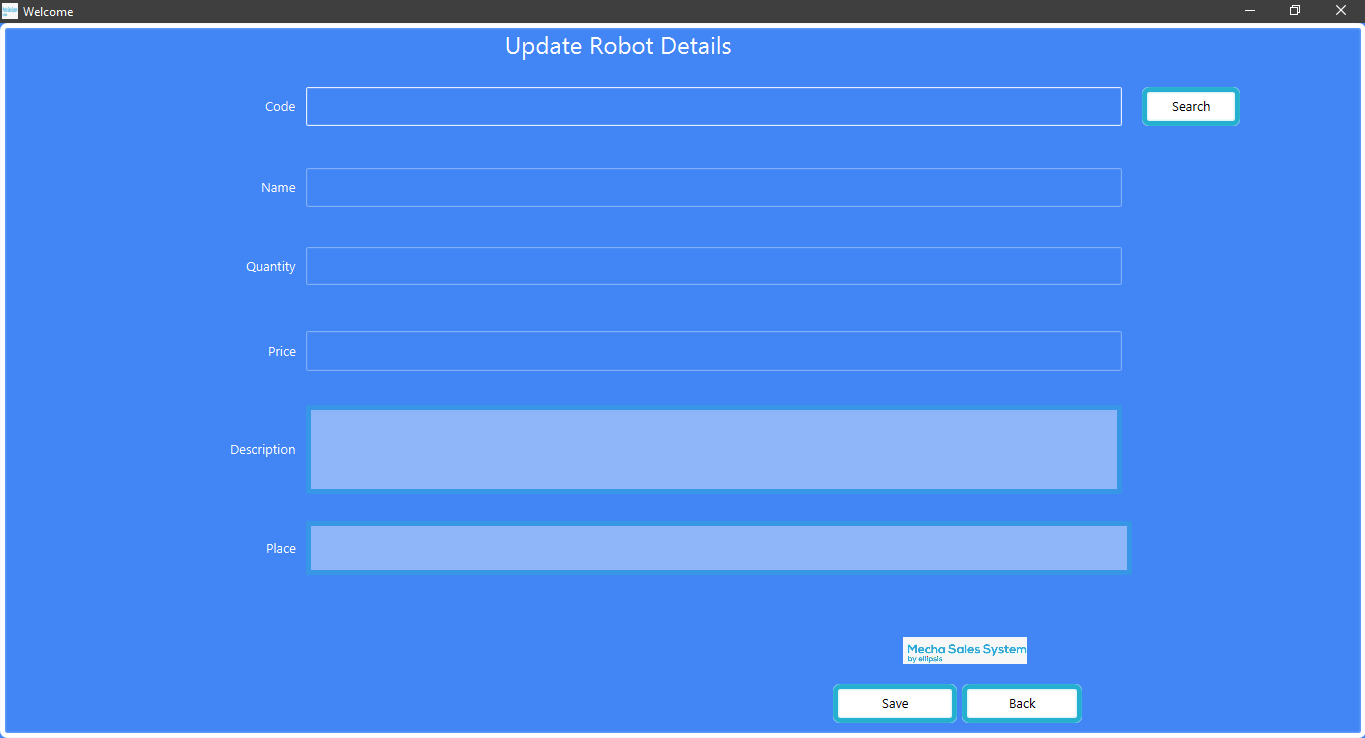 Welcome
Update Robot Details
Code
Search
Name
Quantity
Price
Description
Place
Mecha Sales System
by ellipsis
Save
Back